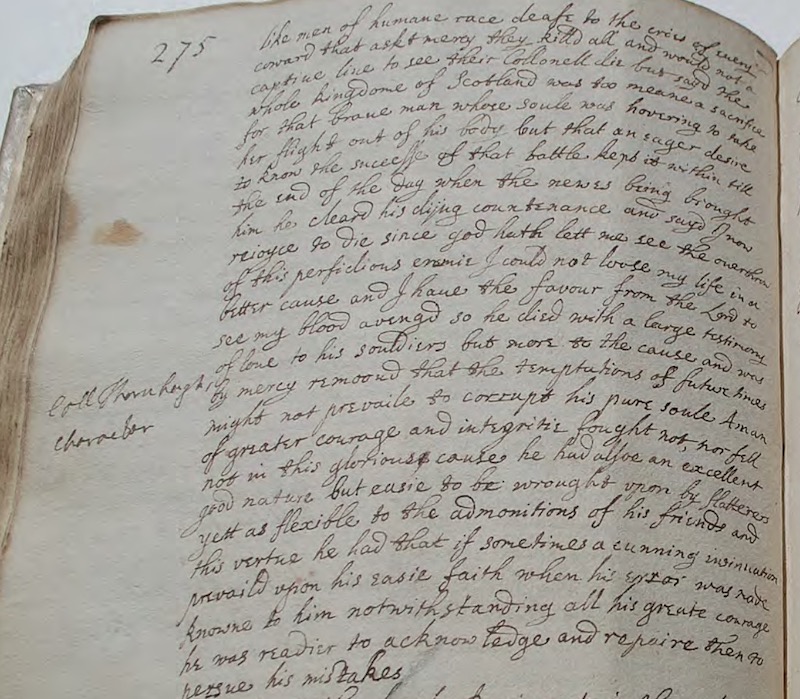 275
like men of humane race deafe to the cries of every
coward that askt mercy they killd all and would not a
captive live to see their Collonell die but sayd the
whole kingdome of Scotland was too meane a sacrifice
for that brave man whose soule was hovering to take
her flight out of his body but that an eager desire
to know the successe of that battle kept it within till
the end of the day when the newes being brought
him he cleard his dijng countenance and sayd I now
rejoyce to die since god hath lett me see the overthrow
of this perfidious enemie I could not loose my life in a
better cause and I have the favour from the Lord to
see my blood avengd so he died with a large testimony
of love to his souldiers but more to the cause and was
by mercy remoovd that the temptations of future times
might not prevaile to corrupt his pure soule A man
of greater courage and integritie fought not, nor fell
not in this glorious cause he had allso an excellent
good nature but easie to be wrought upon by flatterers
yett as flexible to the admonitions of his friends and
this vertue he had that if sometimes a cunning insinuation
prevaild upon his easie faith when his error was made
knowne to him notwithstanding all his greate courage
he was readier to acknowledge and repaire then to
persue his mistakes
Coll Thornhagh's
character